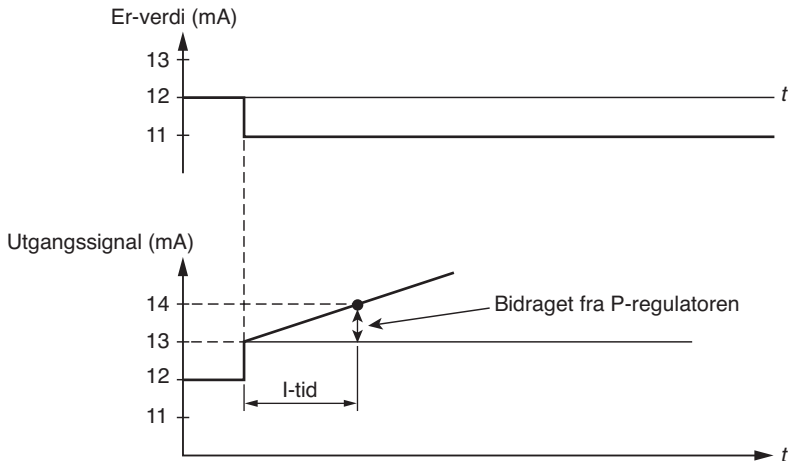 Er-verdi (mA)
13
12
t
11
Utgangssignal (mA)
14
Bidraget fra P-regulatoren
13
12
I-tid
11
t